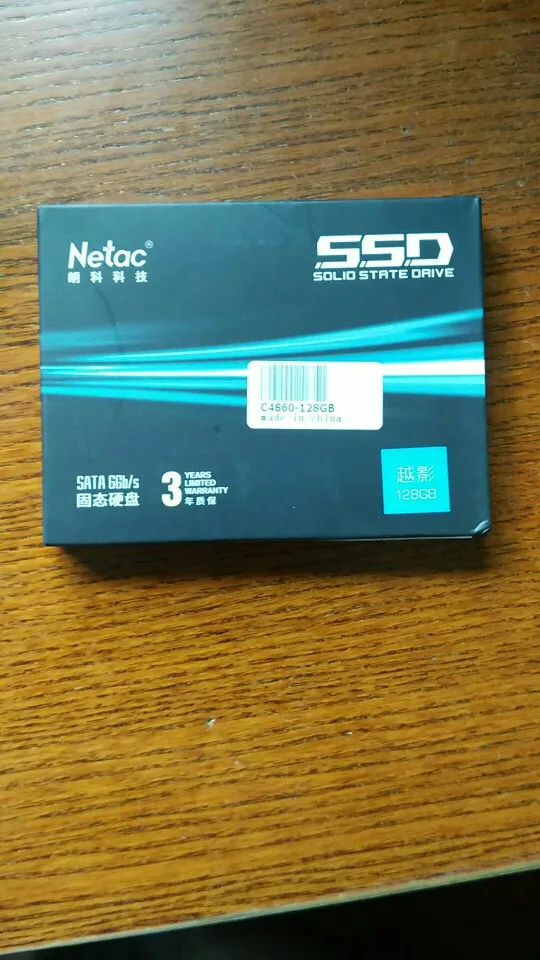 Netac®
朗科科技
SSD
SOLID STATE DRIVE
C4860-128GB
made in china
SATA 6Gb/s
固态硬盘
3 YEARS
LIMITED
WARRANTY
年质保
越影
128GB